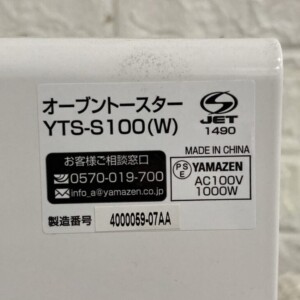 オーブントースター
YTS-S100(W)
JET
1490
お客様ご相談窓口
0570-019-700
info_a@yamazen.co.jp
MADE IN CHINA
PSE
YAMAZEN
AC100V
1000W
製造番号 4000059-07AA